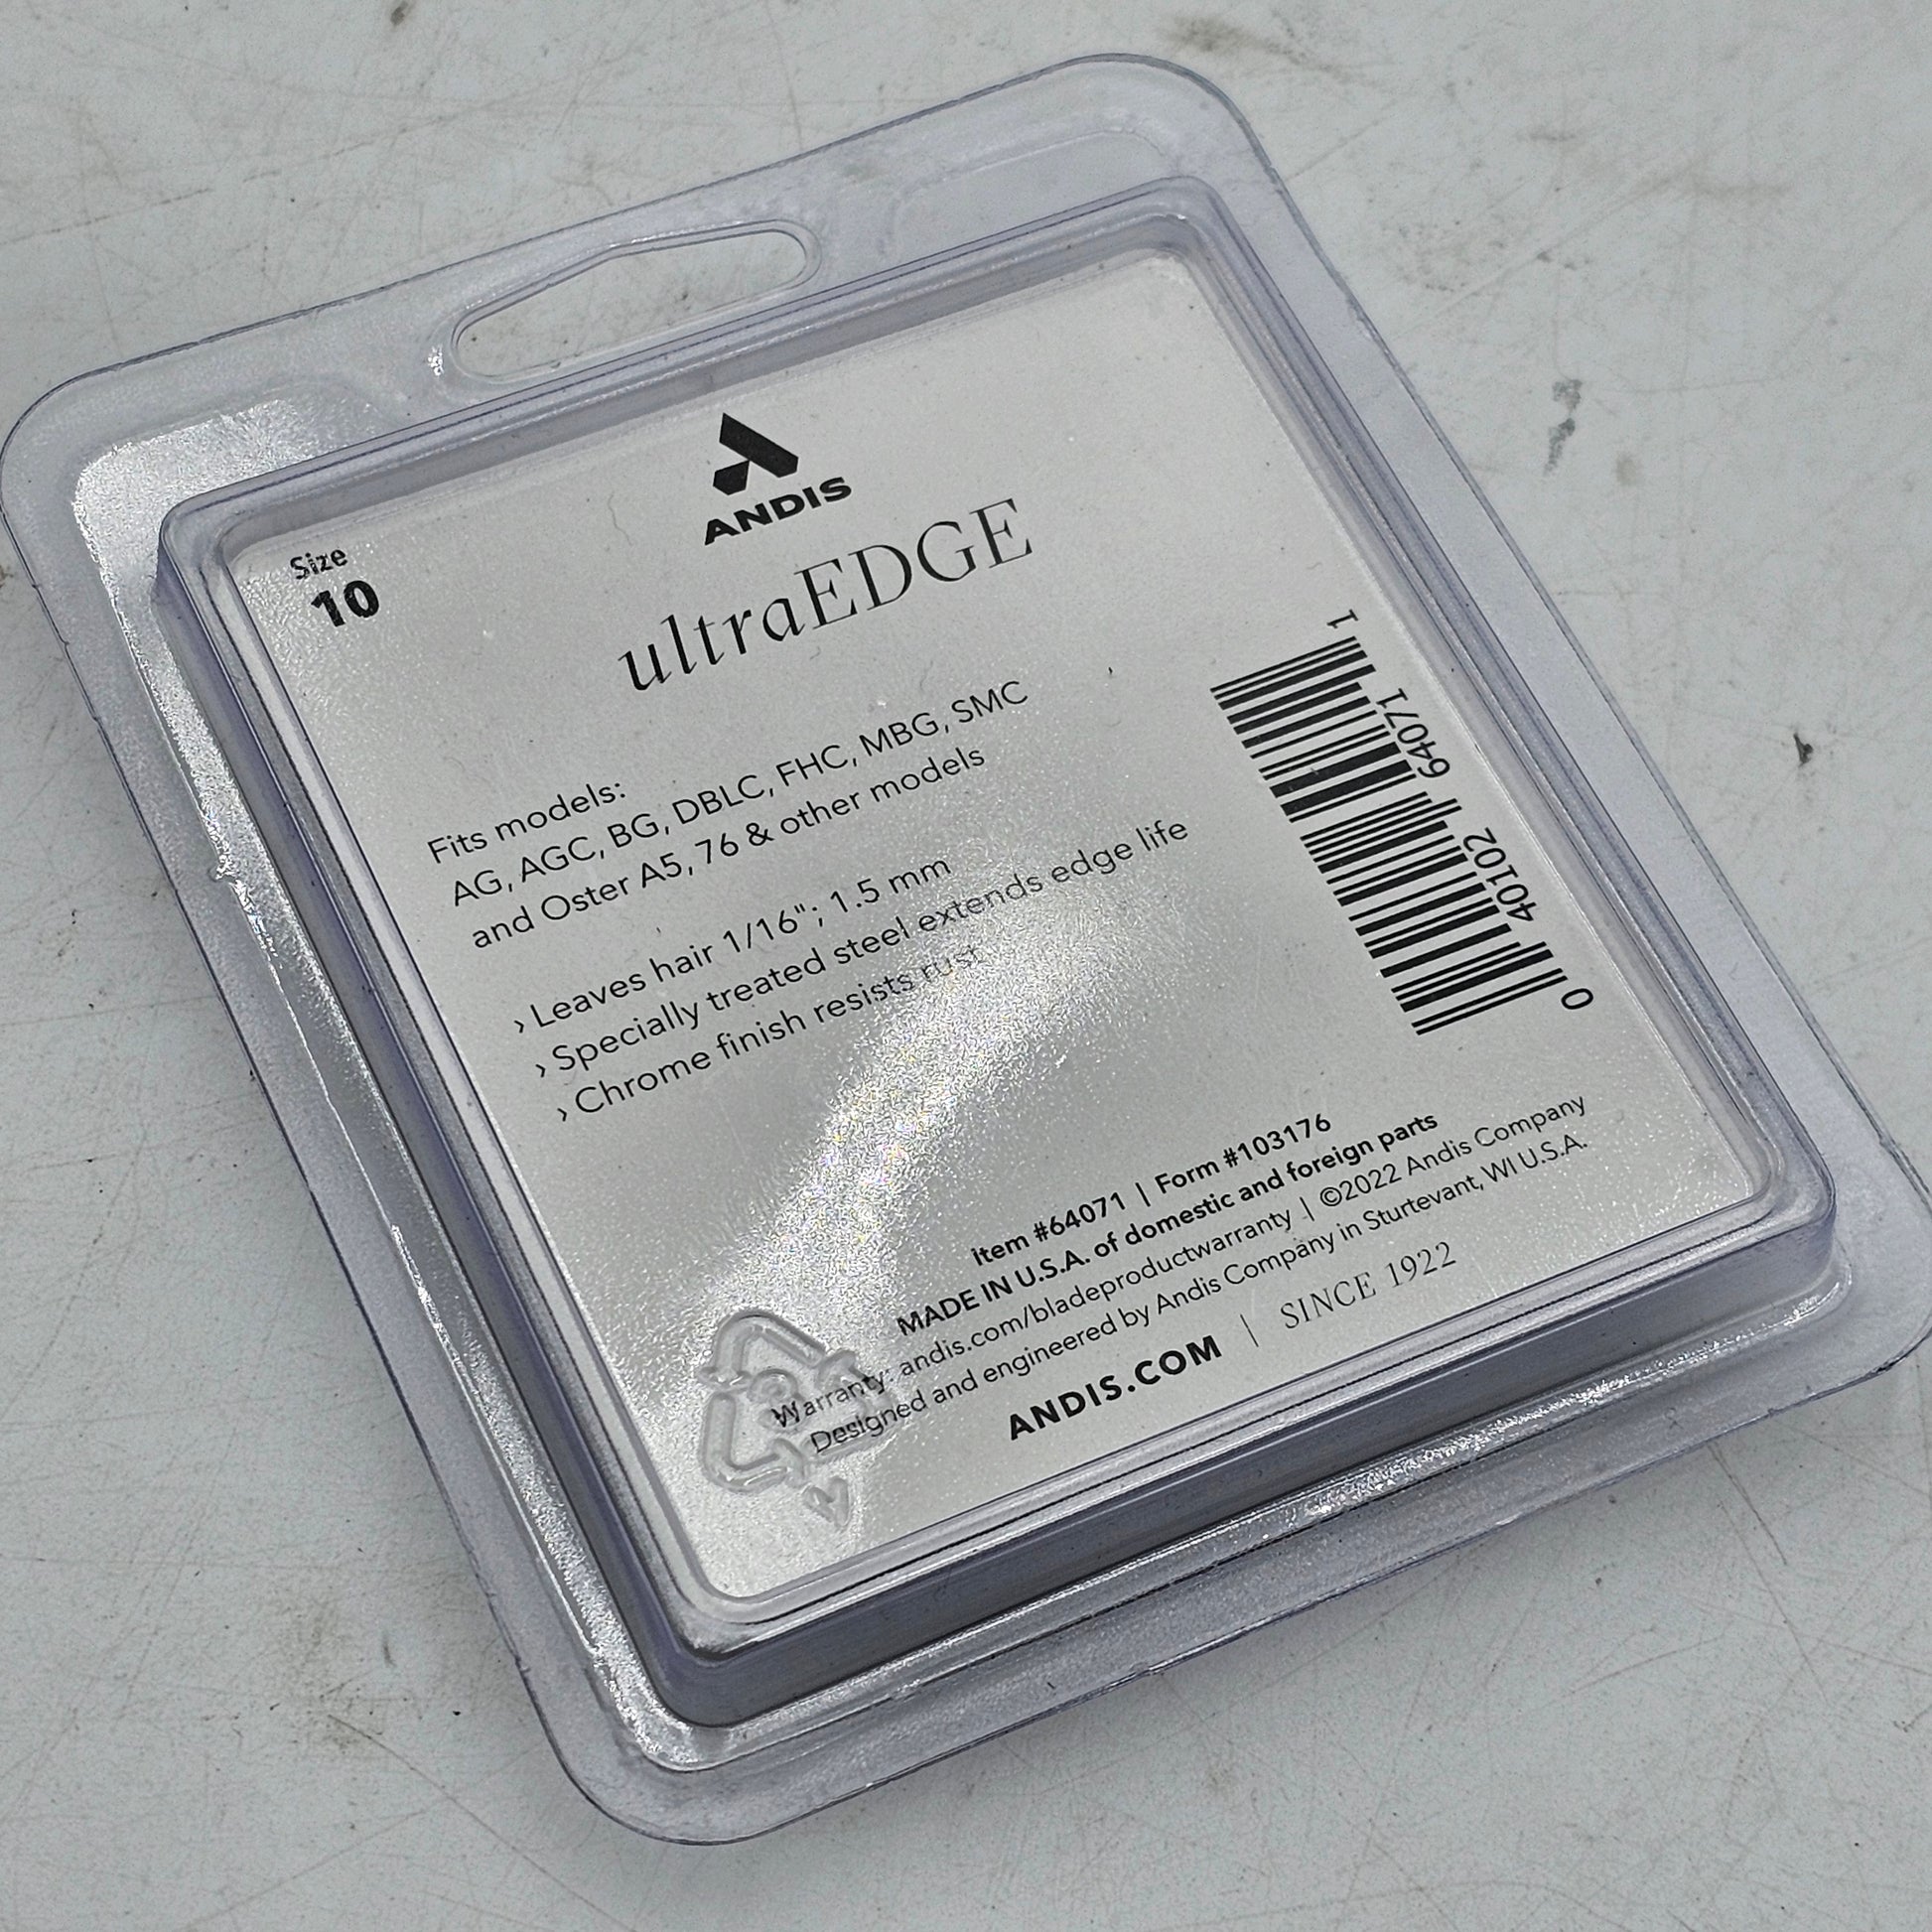 ANDIS
Size
10
ultraEDGE
Fits models:
AG, AGC, BG, DBLC, FHC, MBG, SMC
and Oster A5, 76 & other models
› Leaves hair 1/16"; 1.5 mm
› Specially treated steel extends edge life
› Chrome finish resists rust
0 40102 64071 1
item #64071 | Form #103176
MADE IN U.S.A. of domestic and foreign parts
Warranty: andis.com/bladeproductwarranty | ©2022 Andis Company
Designed and engineered by Andis Company in Sturtevant, WI U.S.A.
ANDIS.COM | SINCE 1922